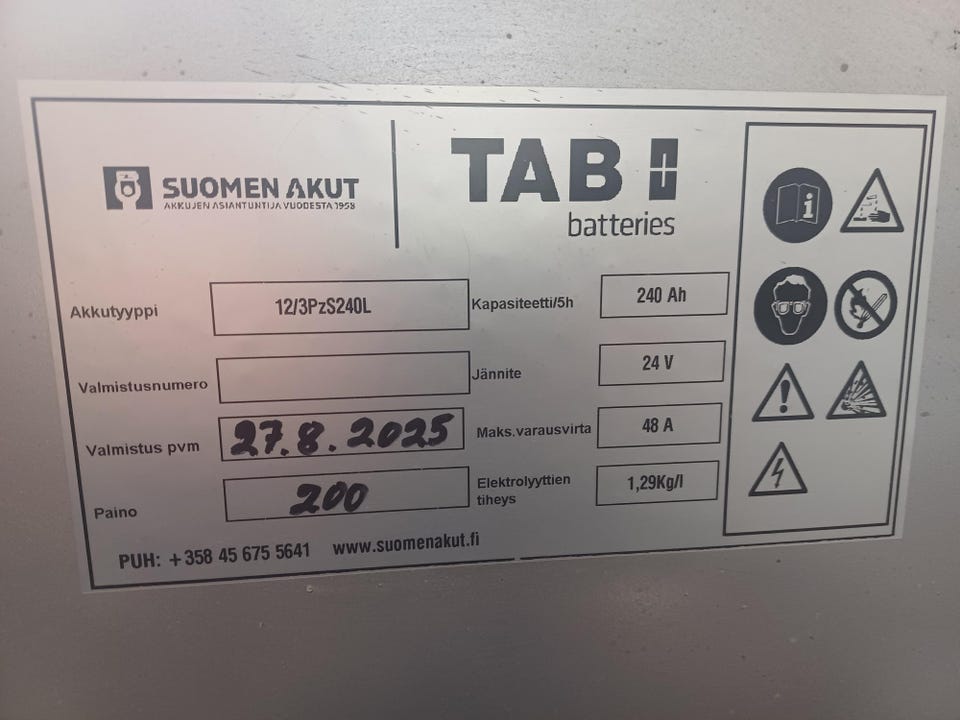 SUOMEN AKUT
AKKUJEN ASIANTUNTIJA VUODESTA 1958
TAB
batteries
Akkutyyppi 12/3PzS240L
Kapasiteetti/5h 240 Ah
Valmistusnumero
Jännite 24 V
Valmistus pvm 27.8.2025
Maks.varausvirta 48 A
Paino 200
Elektrolyyttien
tiheys 1,29Kg/l
PUH: +358 45 675 5641 www.suomenakut.fi